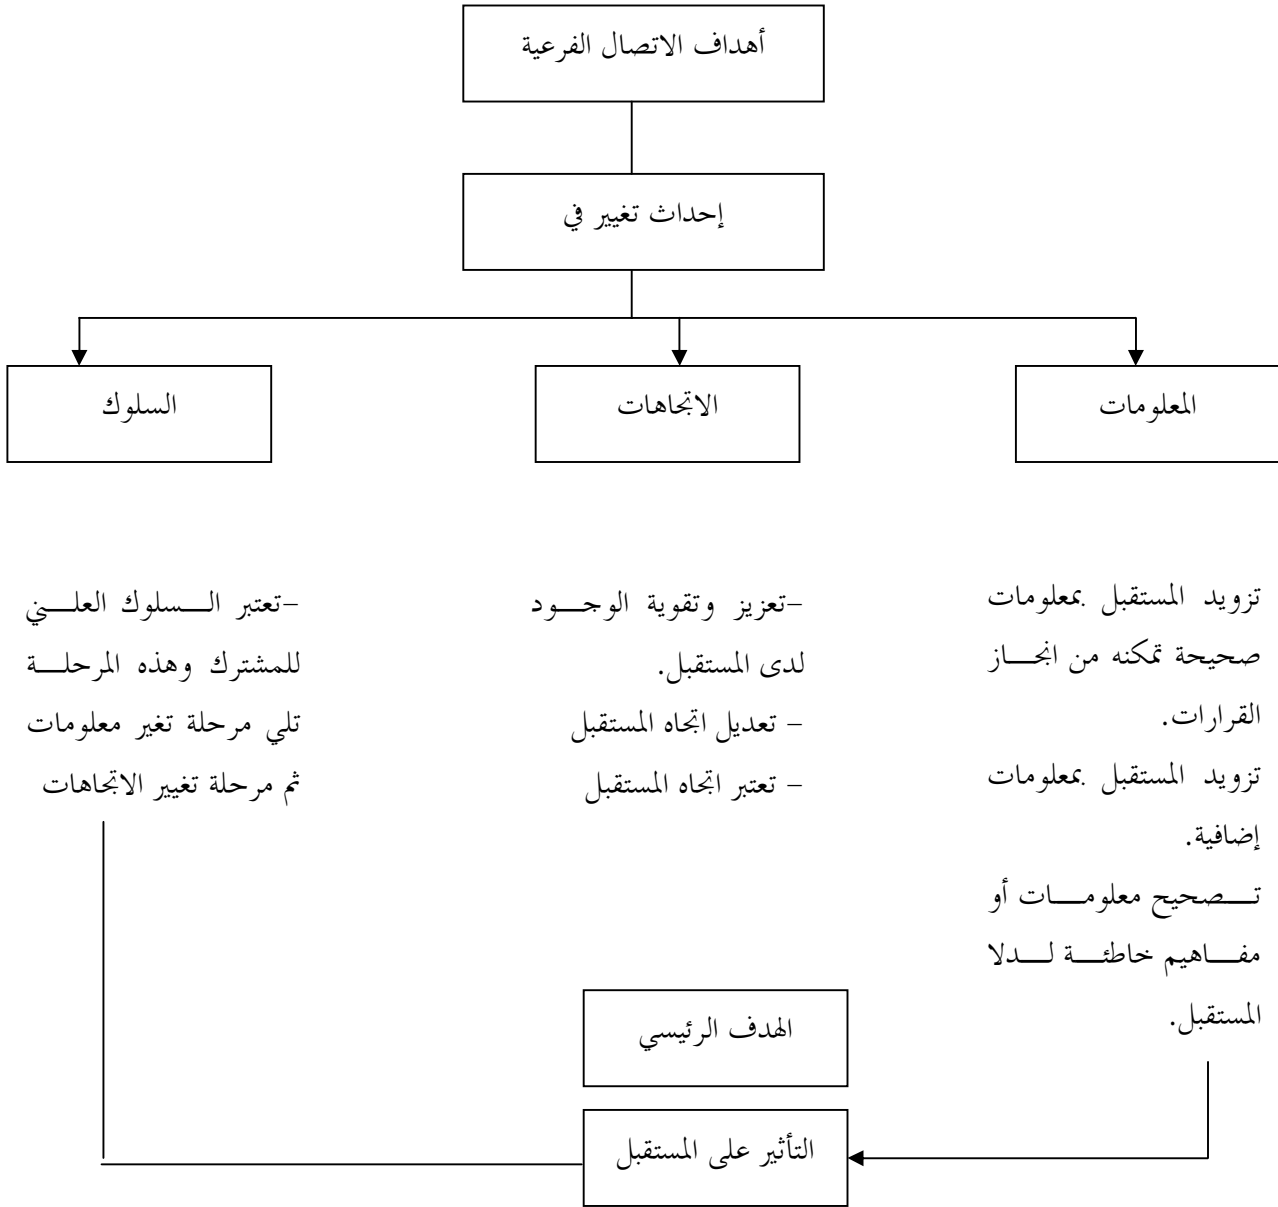 أهداف الاتصال الفرعية
إحداث تغيير في
المعلومات
الاتجاهات
السلوك
تزويد المستقبل بمعلومات
صحيحة تمكنه من انجاز
القرارات.
تزويد المستقبل بمعلومات
إضافية.
تصحيح معلومات أو
مفاهيم خاطئة لدلا
المستقبل.
-تعزيز وتقوية الوجود
لدى المستقبل.
- تعديل اتجاه المستقبل
- تعتبر اتجاه المستقبل
-تعتبر السلوك العلني
للمشترك وهذه المرحلة
تلي مرحلة تغير معلومات
ثم مرحلة تغيير الاتجاهات
الهدف الرئيسي
التأثير على المستقبل